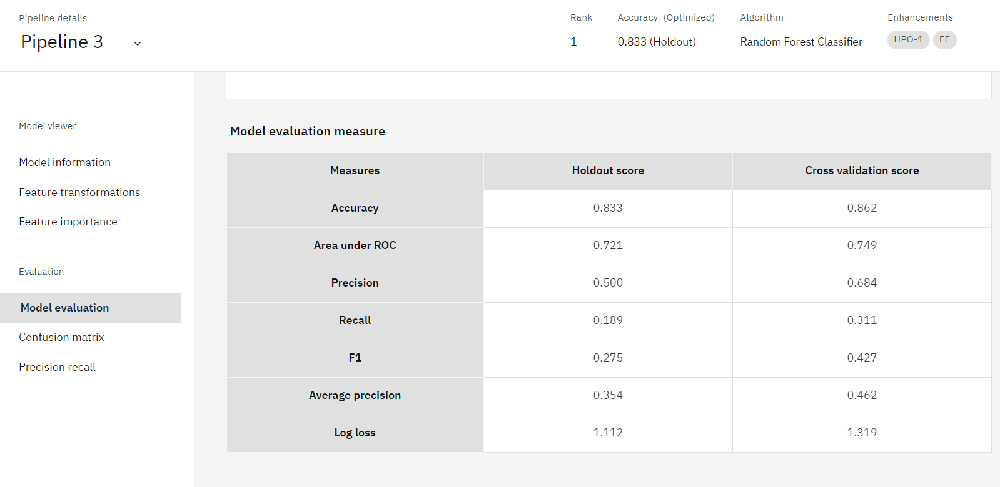 Pipeline details
Pipeline 3
Rank
1
Accuracy (Optimized)
0.833 (Holdout)
Algorithm
Random Forest Classifier
Enhancements
HPO-1 FE
Model viewer
Model information
Feature transformations
Feature importance
Evaluation
Model evaluation
Confusion matrix
Precision recall
Model evaluation measure
Measures Holdout score Cross validation score
Accuracy 0.833 0.862
Area under ROC 0.721 0.749
Precision 0.500 0.684
Recall 0.189 0.311
F1 0.275 0.427
Average precision 0.354 0.462
Log loss 1.112 1.319